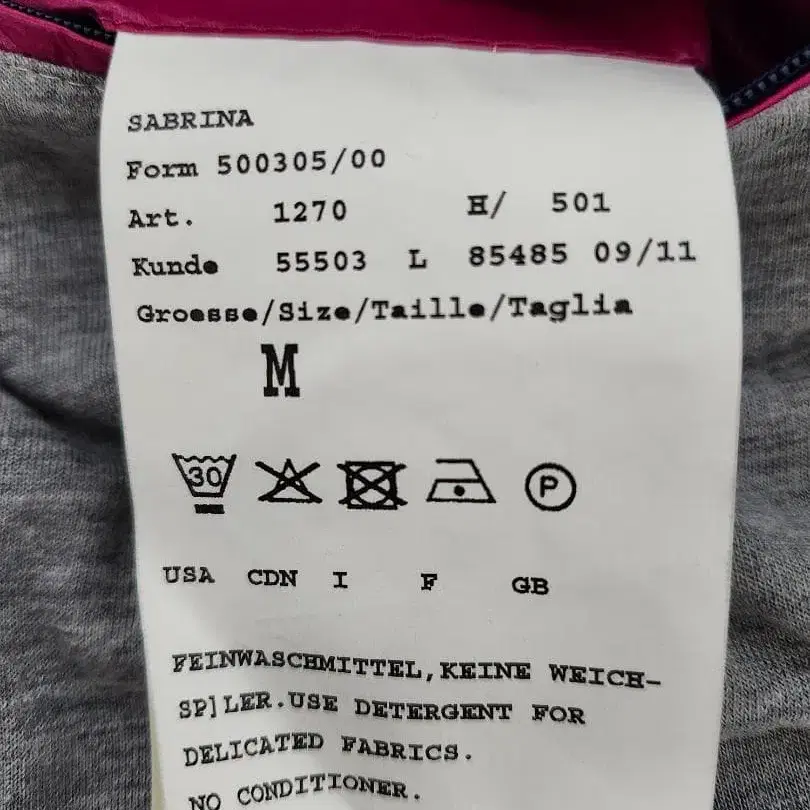 SABRINA
Form 500305/00
Art. 1270 H/ 501
Kunde 55503 L 85485 09/11
Groesse/Size/Taille/Taglia
M
30 P
USA CDN I F GB
FEINWASCHMITTEL,KEINE WEICH-
SP]LER.USE DETERGENT FOR
DELICATED FABRICS.
NO CONDITIONER.